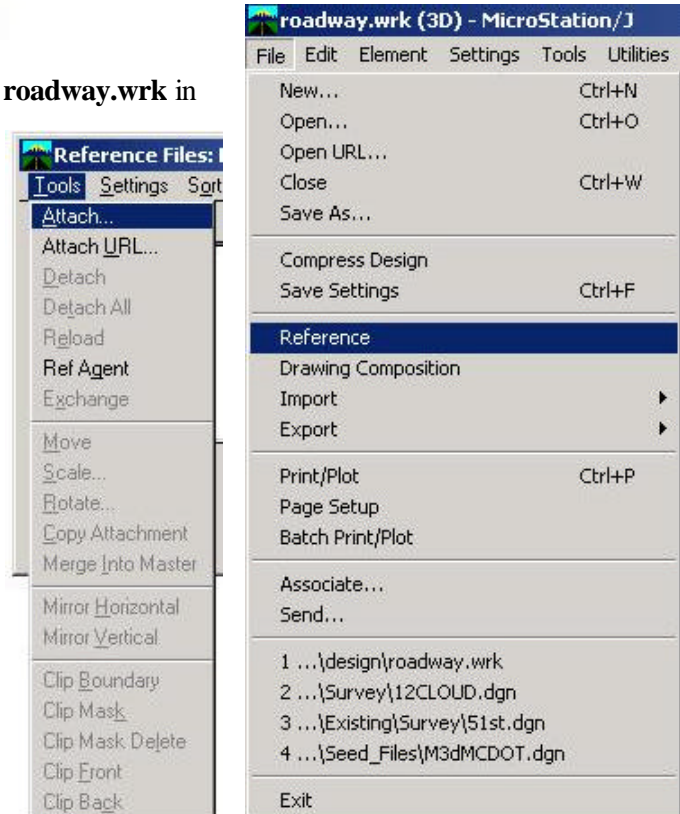 roadway.wrk in
Reference Files:
Tools Settings Sort
Attach...
Attach URL...
Detach
Detach All
Reload
Ref Agent
Exchange
Move
Scale...
Rotate...
Copy Attachment
Merge Into Master
Mirror Horizontal
Mirror Vertical
Clip Boundary
Clip Mask
Clip Mask Delete
Clip Front
Clip Back
roadway.wrk (3D) - MicroStation/J
File Edit Element Settings Tools Utilities
New... Ctrl+N
Open... Ctrl+O
Open URL...
Close Ctrl+W
Save As...
Compress Design
Save Settings Ctrl+F
Reference
Drawing Composition
Import
Export
Print/Plot Ctrl+P
Page Setup
Batch Print/Plot
Associate...
Send...
1 ...\design\roadway.wrk
2 ...\Survey\12CLOUD.dgn
3 ...\Existing\Survey\51st.dgn
4 ...\Seed_Files\M3dMCDOT.dgn
Exit